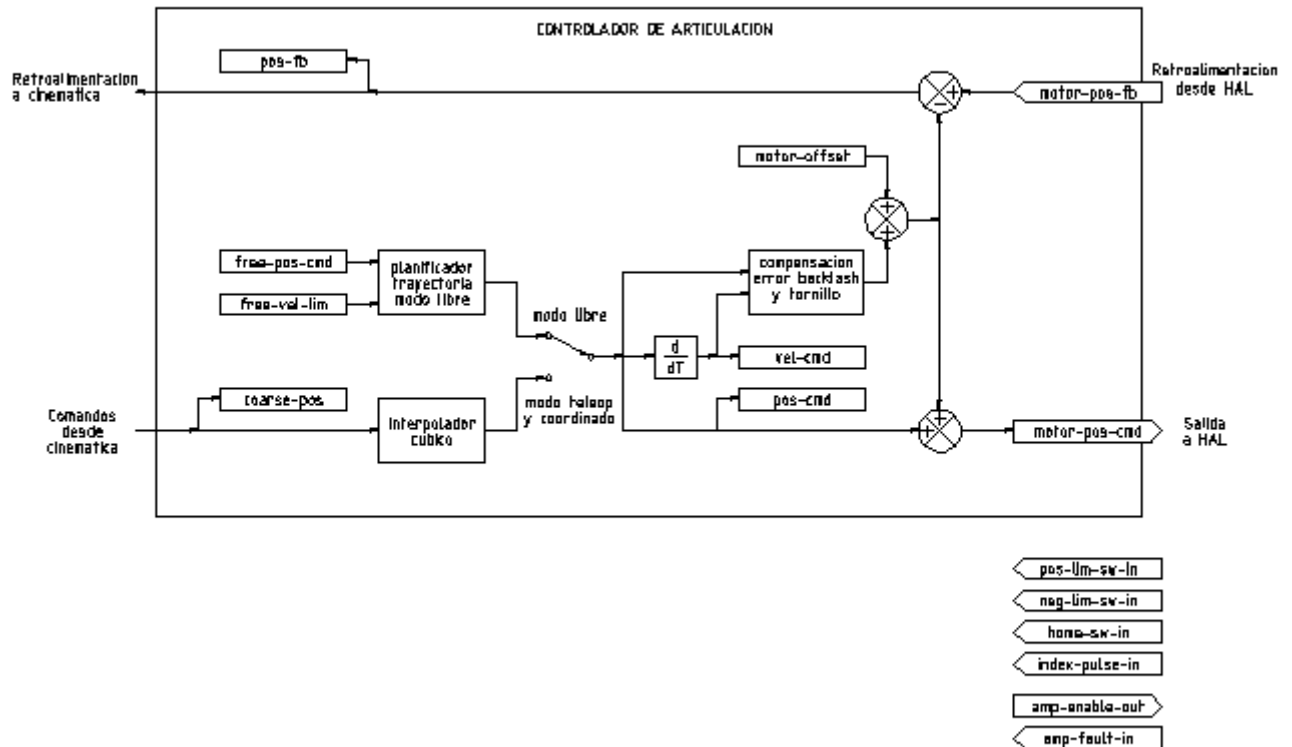 CONTROLADOR DE ARTICULACION
pos-fb
Retroalimentacion
a cinematica
Retroalimentacion
desde HAL
motor-pos-fb
-
+
motor-offset
+
+
free-pos-cmd
free-vel-lim
planificador
trayectoria
modo libre
compensacion
error backlash
y tornillo
modo libre
d
dT
vel-cmd
coarse-pos
pos-cmd
modo teleop
y coordinado
Comandos
desde
cinematica
interpolador
cubico
+
+
motor-pos-cmd
Salida
a HAL
pos-lim-sw-in
neg-lim-sw-in
home-sw-in
index-pulse-in
amp-enable-out
amp-fault-in